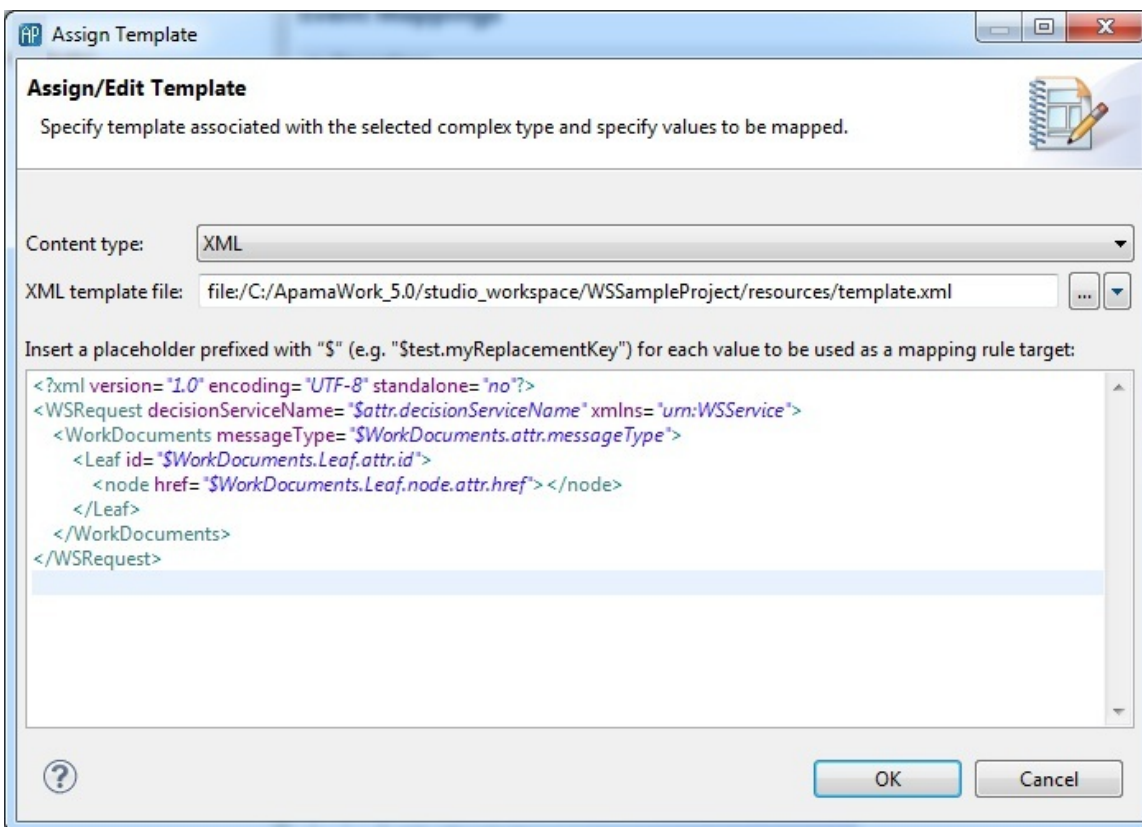 Event Mappings
AP Assign Template
Assign/Edit Template
Specify template associated with the selected complex type and specify values to be mapped.
Content type: XML
XML template file: file:/C:/ApamaWork_5.0/studio_workspace/WSSampleProject/resources/template.xml ...
Insert a placeholder prefixed with "$" (e.g. "$test.myReplacementKey") for each value to be used as a mapping rule target:
<?xml version="1.0" encoding="UTF-8" standalone="no"?>
<WSRequest decisionServiceName="$attr.decisionServiceName" xmlns="urn:WSService">
<WorkDocuments messageType="$WorkDocuments.attr.messageType">
<Leaf id="$WorkDocuments.Leaf.attr.id">
<node href="$WorkDocuments.Leaf.node.attr.href"></node>
</Leaf>
</WorkDocuments>
</WSRequest>
? OK Cancel